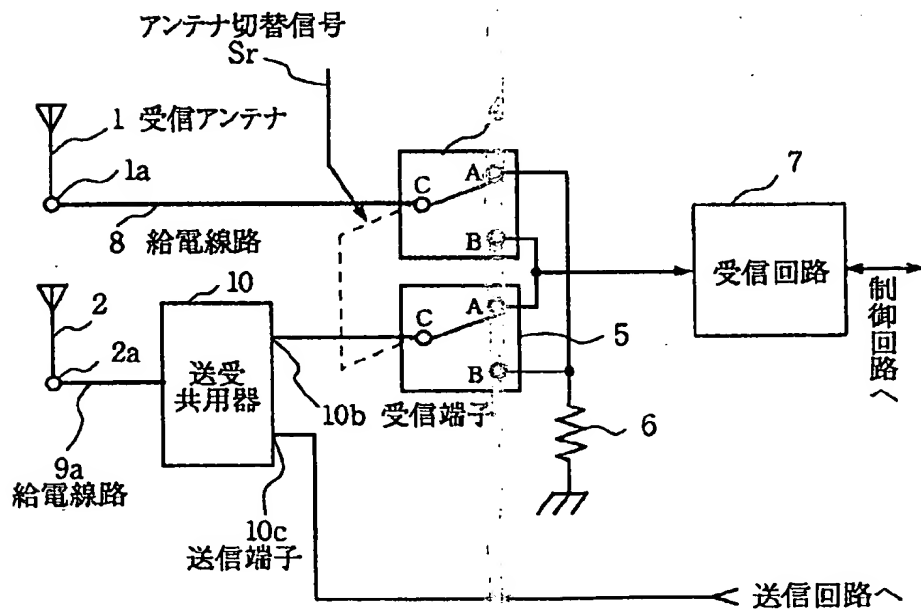 アンテナ切替信号
Sr
1 受信アンテナ
1a
8 給電線路
C
A
B
7
受信回路
制御回路へ
2
2a
10
送受
共用器
9a
給電線路
10b 受信端子
10c
送信端子
C
A
B
5
6
送信回路へ